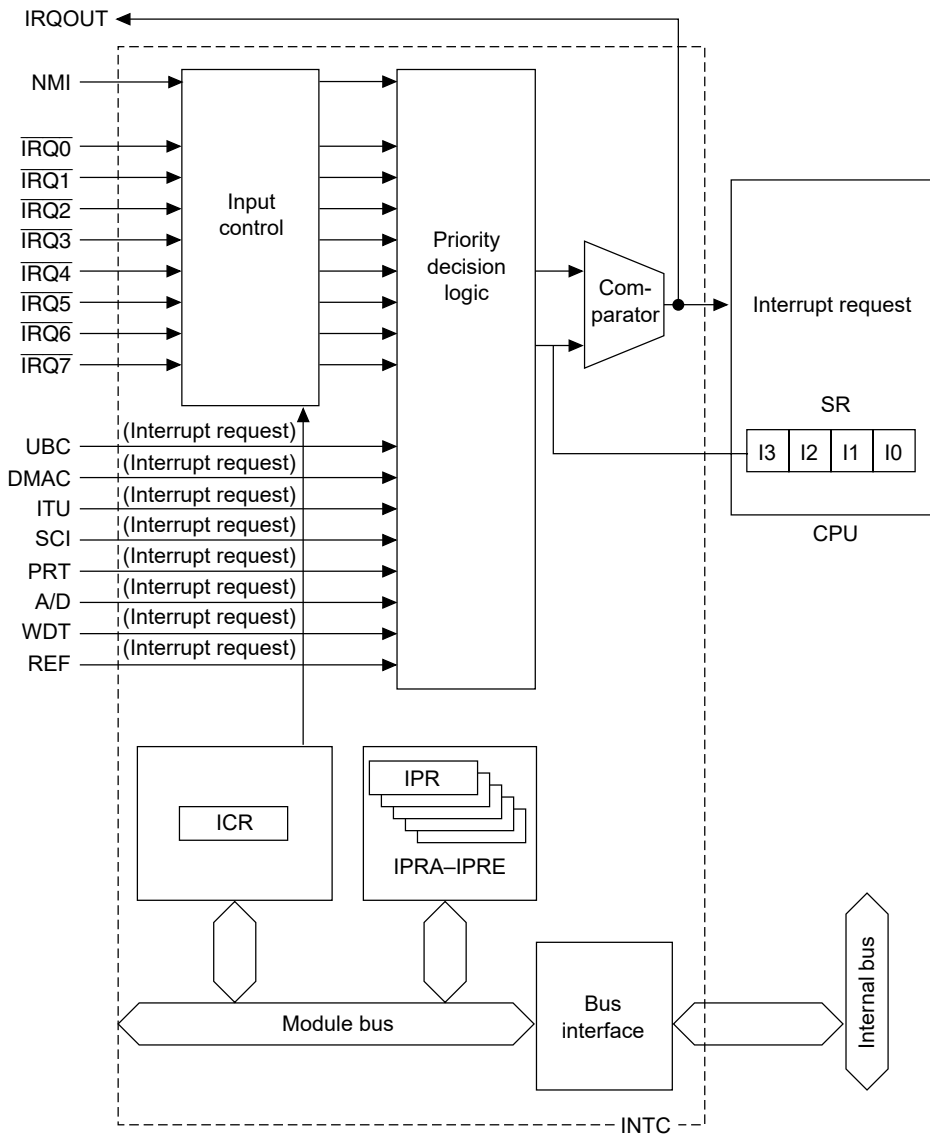 IRQOUT
NMI
IRQ0
IRQ1
IRQ2
IRQ3
IRQ4
IRQ5
IRQ6
IRQ7
Input
control
Priority
decision
logic
Com-
parator
Interrupt request
SR
I3 I2 I1 I0
CPU
UBC (Interrupt request)
DMAC (Interrupt request)
ITU (Interrupt request)
SCI (Interrupt request)
PRT (Interrupt request)
A/D (Interrupt request)
WDT (Interrupt request)
REF (Interrupt request)
ICR
IPR
IPRA–IPRE
Module bus
Bus
interface
Internal bus
INTC